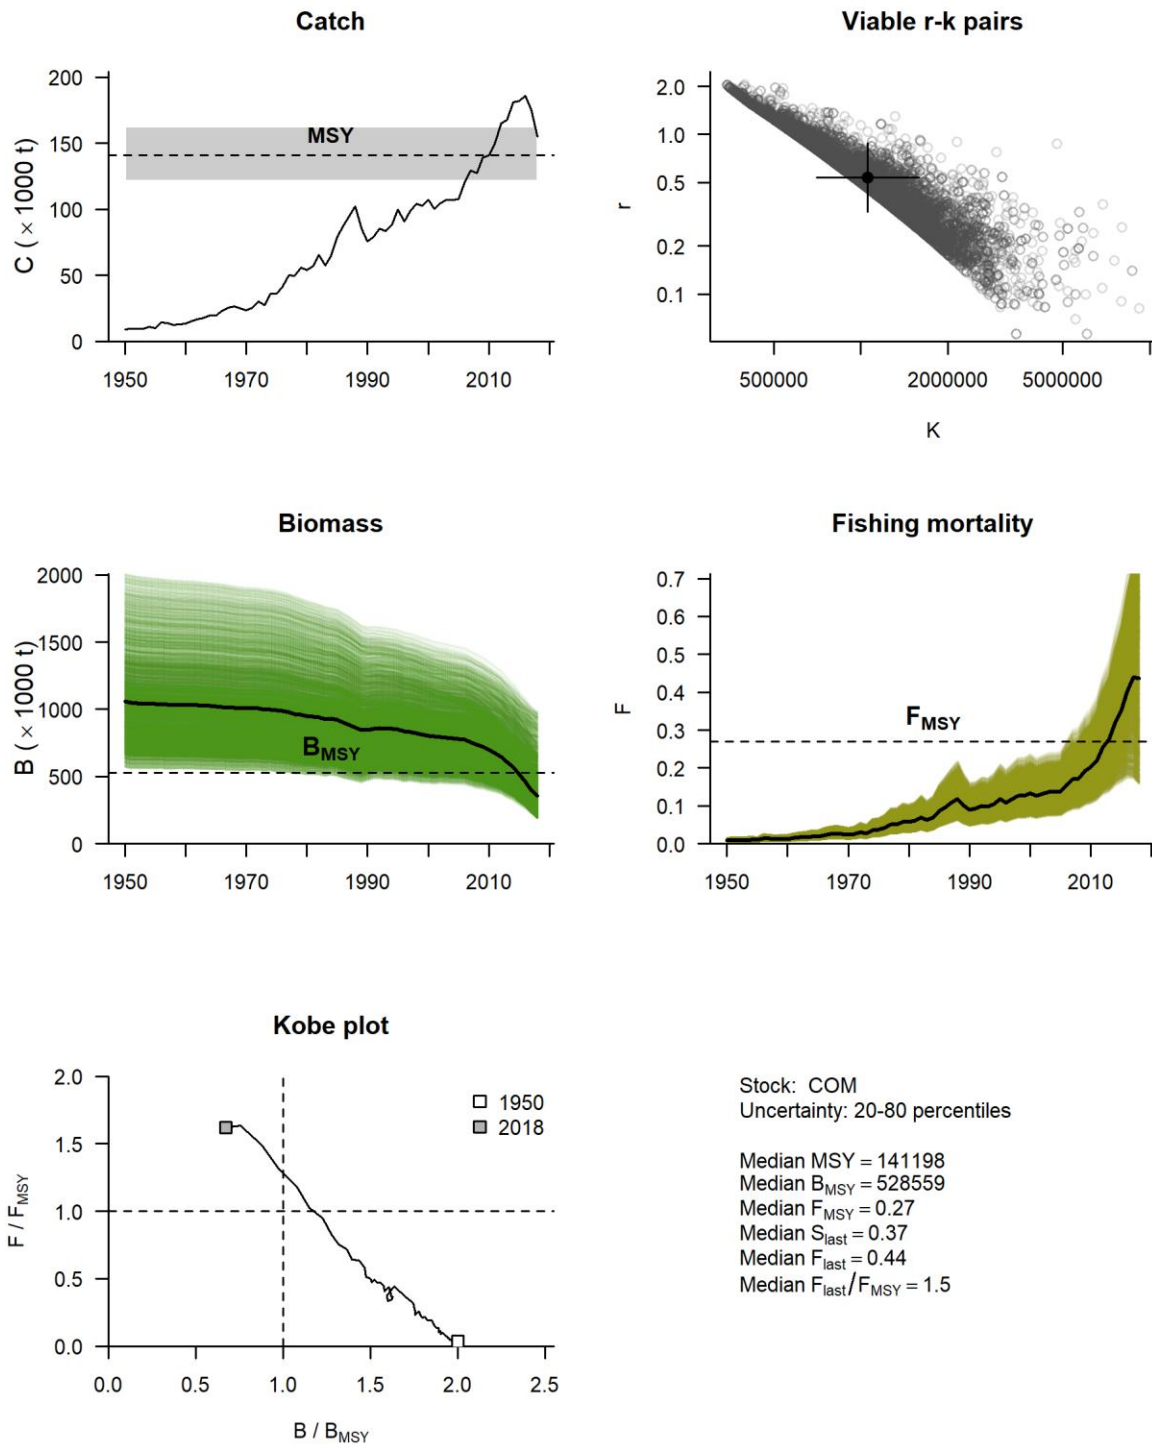 Catch
200
150
100
50
0
C ( × 1000 t)
MSY
1950 1970 1990 2010
Viable r-k pairs
2.0
1.0
0.5
0.2
0.1
r
500000 2000000 5000000
K
Biomass
2000
1500
1000
500
0
B ( × 1000 t)
BMSY
1950 1970 1990 2010
Fishing mortality
0.7
0.6
0.5
0.4
0.3
0.2
0.1
0.0
F
FMSY
1950 1970 1990 2010
Kobe plot
2.0
1.5
1.0
0.5
0.0
F / FMSY
1950
2018
0.0 0.5 1.0 1.5 2.0 2.5
B / BMSY
Stock: COM
Uncertainty: 20-80 percentiles
Median MSY = 141198
Median BMSY = 528559
Median FMSY = 0.27
Median Slast = 0.37
Median Flast = 0.44
Median Flast/FMSY = 1.5